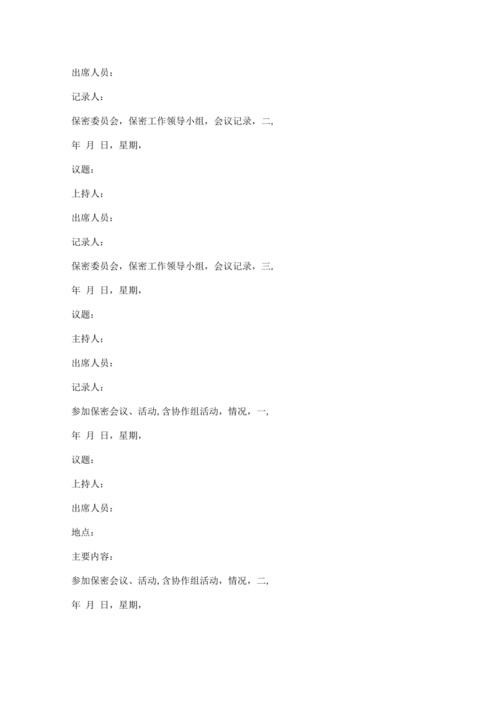 出席人员：
记录人：
保密委员会，保密工作领导小组，会议记录，二，
年 月 日，星期，
议题：
上持人：
出席人员：
记录人；
保密委员会，保密工作领导小组，会议记录，三，
年 月 日，星期，
议题：
主持人；
出席人员；
记录人；
参加保密会议、活动,含协作组活动，情况，一，
年 月 日，星期，
议题：
上持人；
出席人员：
地点：
主要内容：
参加保密会议、活动,含协作组活动，情况，二，
年 月 日，星期，